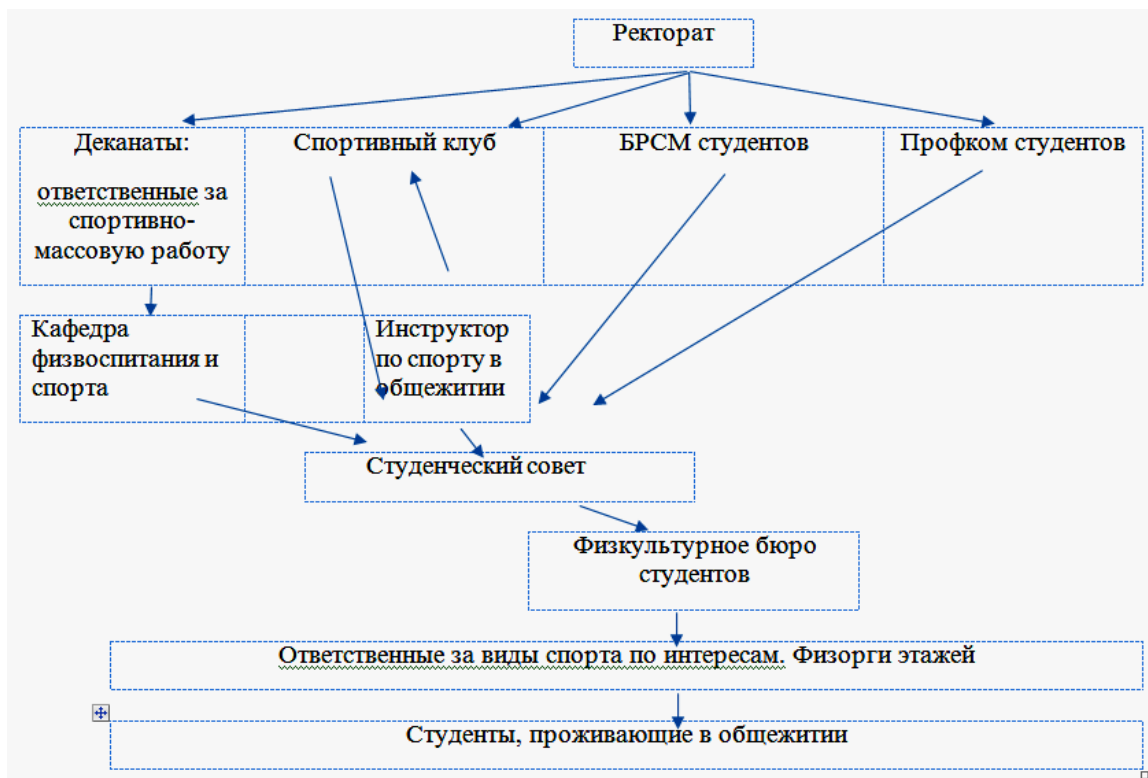 Ректорат
Деканаты:
ответственные за
спортивно-
массовую работу
Спортивный клуб
БРСМ студентов
Профком студентов
Кафедра
физвоспитания и
спорта
Инструктор
по спорту в
общежитии
Студенческий совет
Физкультурное бюро
студентов
Ответственные за виды спорта по интересам. Физорги этажей
Студенты, проживающие в общежитии